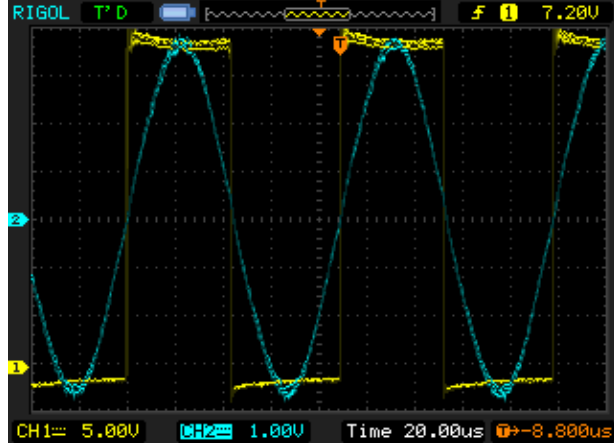 RIGOL T'D T f 1 7.20V
T
2
1
CH1= 5.00V CH2= 1.00V Time 20.00us T→-8.800us